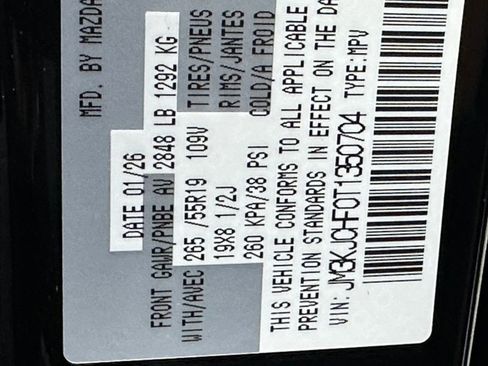 MFD. BY MAZDA
DATE 01/26
FRONT GAWR/PNBE AV 2848 LB 1292 KG
WITH/AVEC 265 /55R19 109V TIRES/PNEUS
19X8 1/2J RIMS/JANTES
260 KPA/38 PSI COLD/A FROID
THIS VEHICLE CONFORMS TO ALL APPLICABLE
PREVENTION STANDARDS IN EFFECT ON THE DA
VIN: JM3KJCHF0T1350704 TYPE:MPV